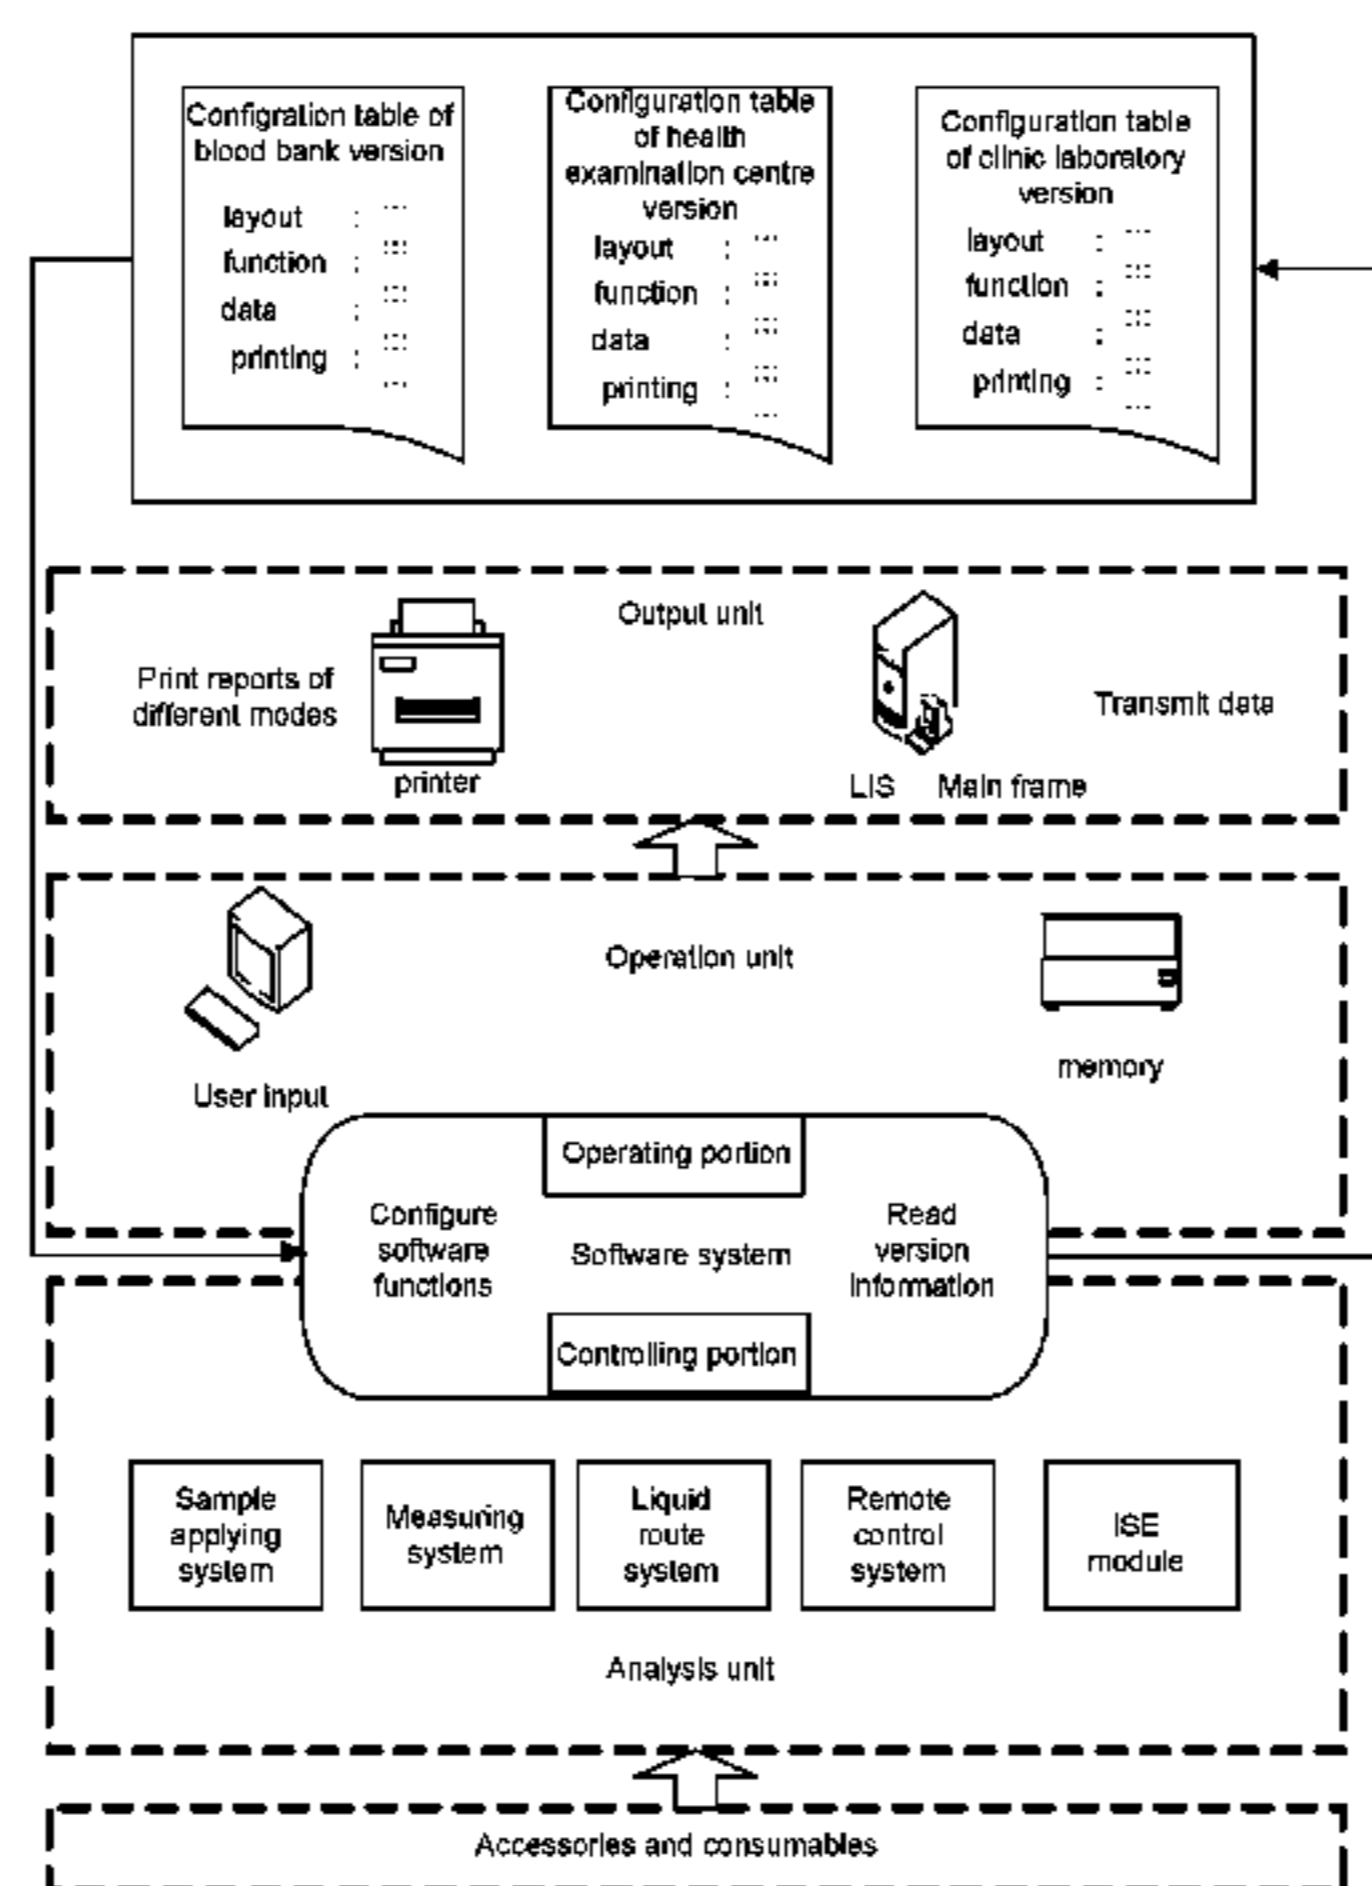 Configration table of
blood bank version
layout :
function :
data :
printing :
Configuration table
of health
examination centre
version
layout :
function :
data :
printing :
Configuration table
of clinic laboratory
version
layout :
function :
data :
printing :
Output unit
Print reports of
different modes
printer
LIS Main frame
Transmit data
Operation unit
User input
memory
Operating portion
Configure
software
functions
Software system
Read
version
information
Controlling portion
Sample
applying
system
Measuring
system
Liquid
route
system
Remote
control
system
ISE
module
Analysis unit
Accessories and consumables